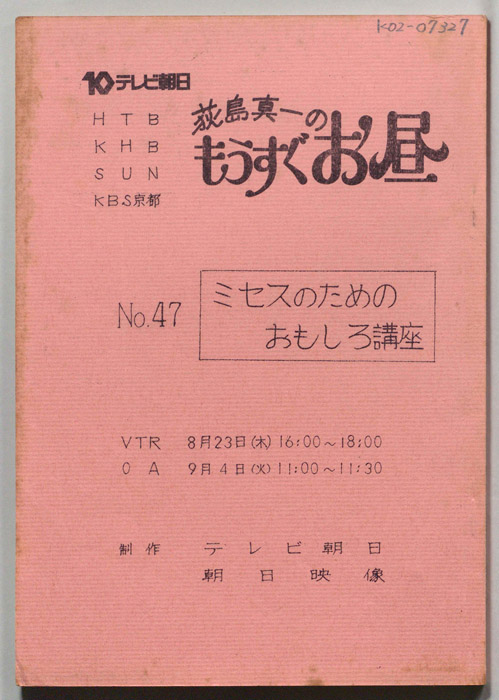 K02-07327
10テレビ朝日
HTB
KHB
SUN
KBS京都
荻島真一の
もうすぐお昼
No.47
ミセスのための
おもしろ講座
VTR 8月23日(木)16:00〜18:00
OA 9月4日(火)11:00〜11:30
制作 テレビ朝日
朝日映像